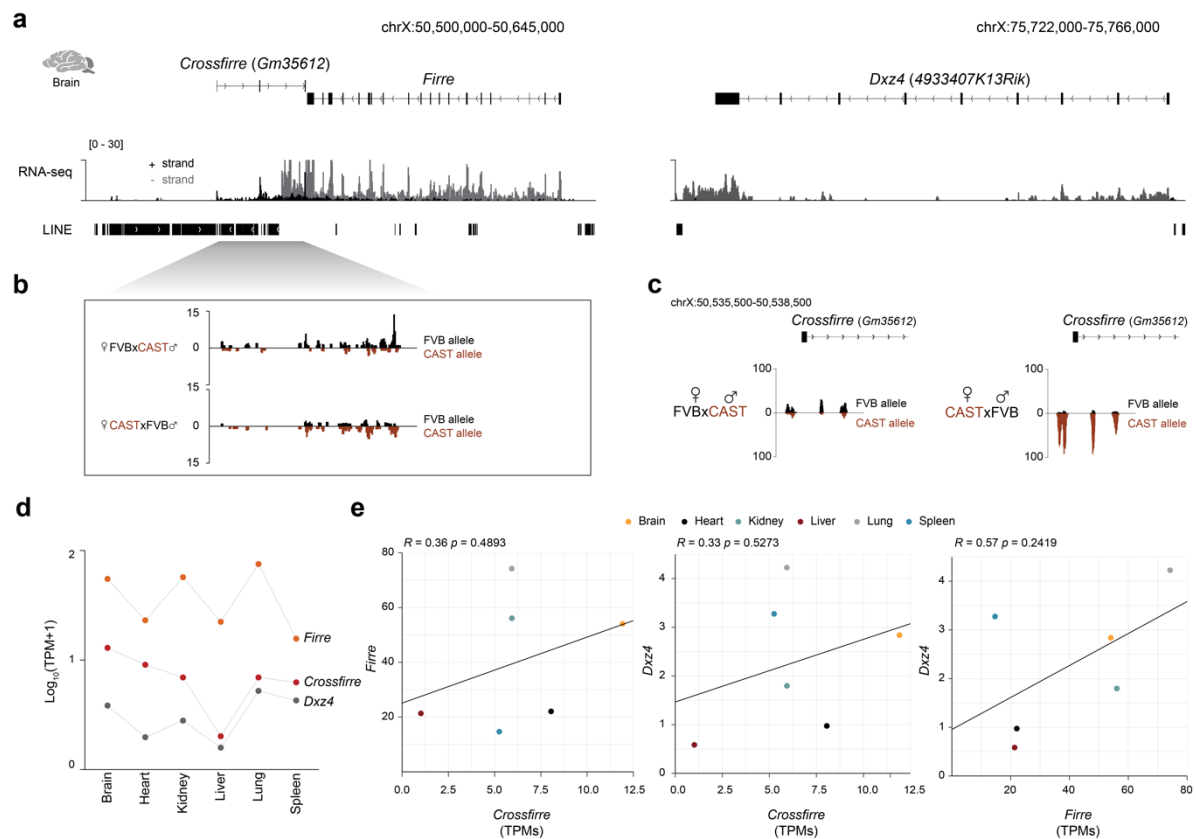 a
chrX:50,500,000-50,645,000
chrX:75,722,000-75,766,000
Brain
Crossfirre (Gm35612)
Firre
Dxz4 (4933407K13Rik)
[0 - 30]
RNA-seq
+ strand
- strand
LINE
b
15
0
15
♀FVBxCAST♂
FVB allele
CAST allele
15
0
15
♀CASTxFVB♂
FVB allele
CAST allele
c
chrX:50,535,500-50,538,500
Crossfirre (Gm35612)
Crossfirre (Gm35612)
♀ ♂
FVBxCAST
100
0
100
FVB allele
CAST allele
♀ ♂
CASTxFVB
100
0
100
FVB allele
CAST allele
d
Log10(TPM+1)
2
1
0
Firre
Crossfirre
Dxz4
Brain
Heart
Kidney
Liver
Lung
Spleen
e
Brain Heart Kidney Liver Lung Spleen
R = 0.36 p = 0.4893
Firre
80
60
40
20
0.0 2.5 5.0 7.5 10.0 12.5
Crossfirre
(TPMs)
R = 0.33 p = 0.5273
Dxz4
4
3
2
1
0
0.0 2.5 5.0 7.5 10.0 12.5
Crossfirre
(TPMs)
R = 0.57 p = 0.2419
Dxz4
4
3
2
1
0
20 40 60 80
Firre
(TPMs)